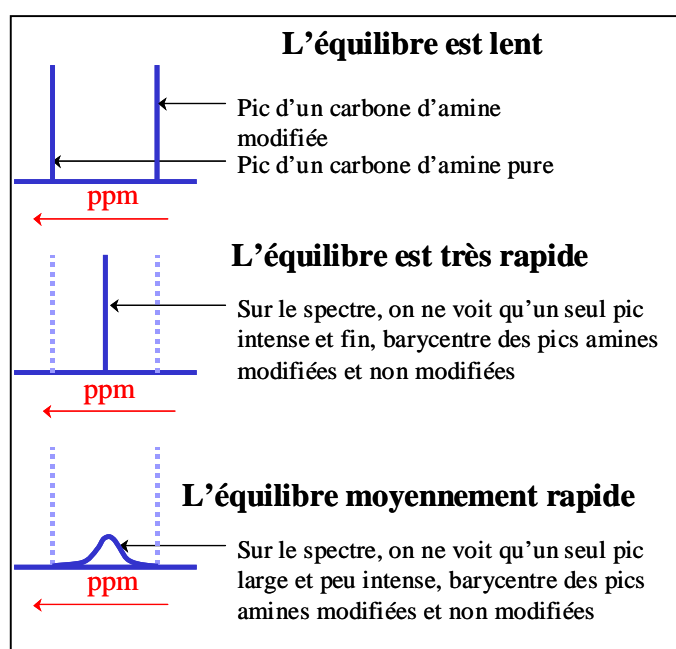 L'équilibre est lent
Pic d'un carbone d'amine
modifiée
Pic d'un carbone d'amine pure
ppm
L'équilibre est très rapide
Sur le spectre, on ne voit qu'un seul pic
intense et fin, barycentre des pics amines
modifiées et non modifiées
ppm
L'équilibre moyennement rapide
Sur le spectre, on ne voit qu'un seul pic
large et peu intense, barycentre des pics
amines modifiées et non modifiées
ppm